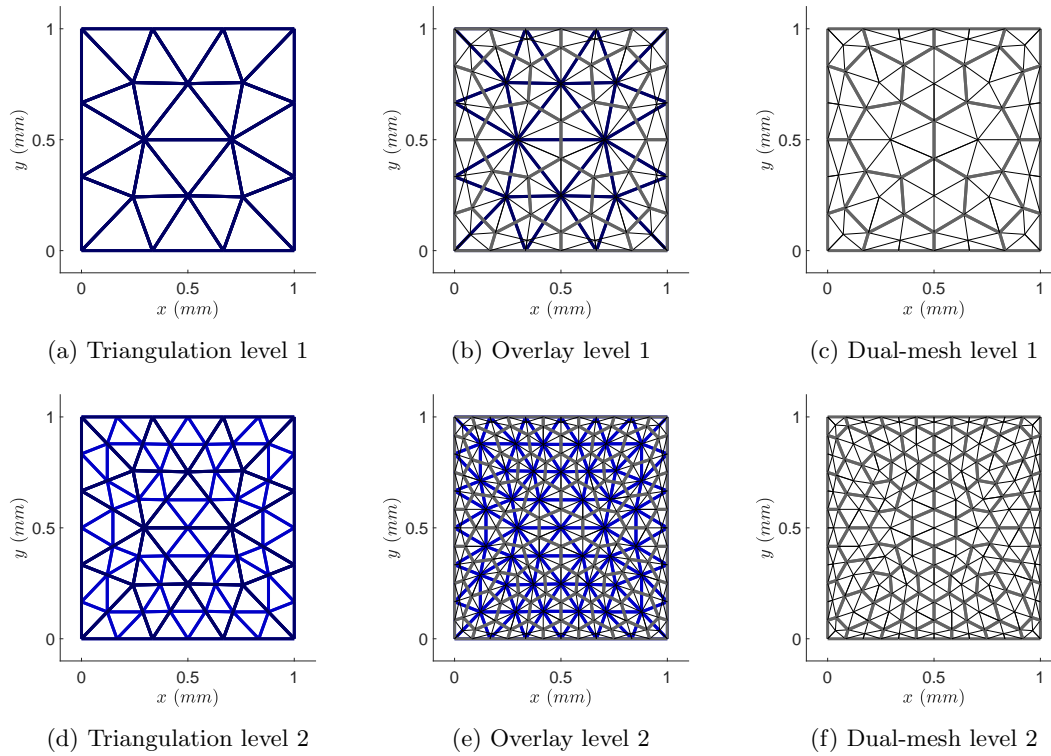 1
0.5
0
y (mm)
0
0.5
1
x (mm)
(a) Triangulation level 1
1
0.5
0
y (mm)
0
0.5
1
x (mm)
(b) Overlay level 1
1
0.5
0
y (mm)
0
0.5
1
x (mm)
(c) Dual-mesh level 1
1
0.5
0
y (mm)
0
0.5
1
x (mm)
(d) Triangulation level 2
1
0.5
0
y (mm)
0
0.5
1
x (mm)
(e) Overlay level 2
1
0.5
0
y (mm)
0
0.5
1
x (mm)
(f) Dual-mesh level 2